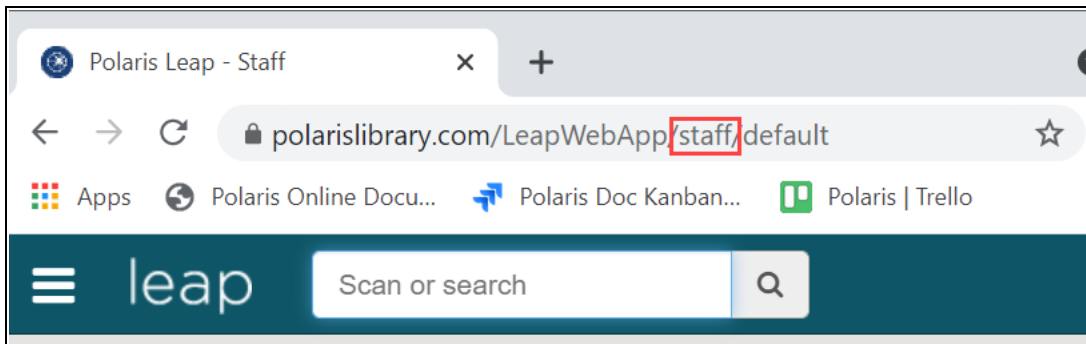 Polaris Leap - Staff
polarislibrary.com/LeapWebApp/staff/default
Apps Polaris Online Docu... Polaris Doc Kanban... Polaris | Trello
leap Scan or search